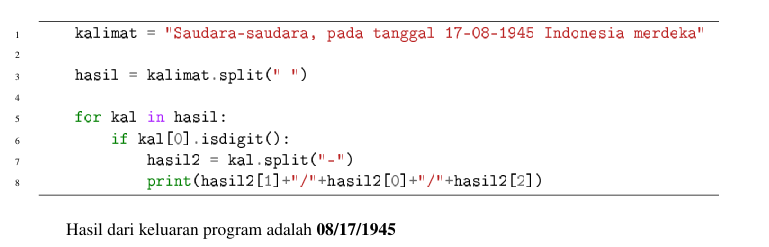 1 kalimat = "Saudara-saudara, pada tanggal 17-08-1945 Indonesia merdeka"
2
3 hasil = kalimat.split(" ")
4
5 for kal in hasil:
6 if kal[0].isdigit():
7 hasil2 = kal.split("-")
8 print(hasil2[1]+"/"+hasil2[0]+"/"+hasil2[2])
Hasil dari keluaran program adalah 08/17/1945